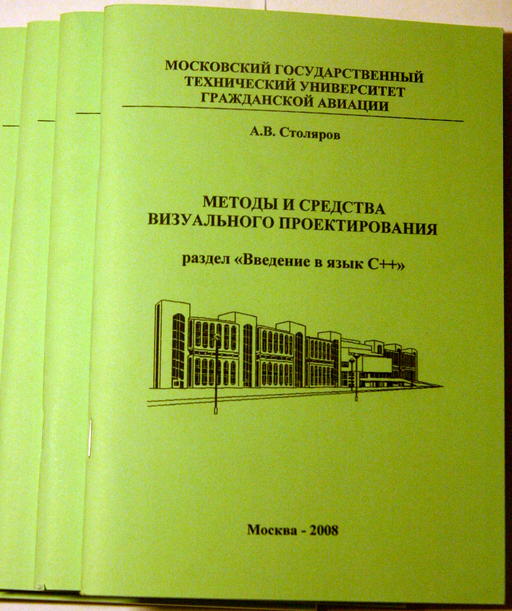 МОСКОВСКИЙ ГОСУДАРСТВЕННЫЙ
ТЕХНИЧЕСКИЙ УНИВЕРСИТЕТ
ГРАЖДАНСКОЙ АВИАЦИИ
А.В. Столяров
МЕТОДЫ И СРЕДСТВА
ВИЗУАЛЬНОГО ПРОЕКТИРОВАНИЯ
раздел «Введение в язык C++»
Москва - 2008